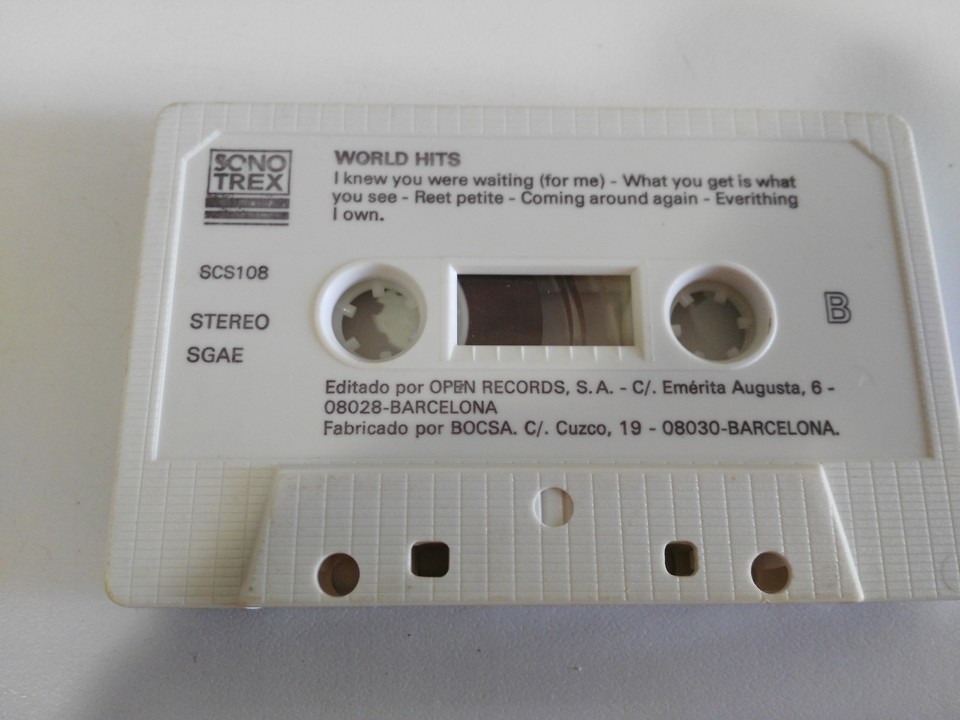 SONO
TREX
WORLD HITS
I knew you were waiting (for me) - What you get is what
you see - Reet petite - Coming around again - Everithing
I own.
SCS108
STEREO
SGAE
B
Editado por OPEN RECORDS, S.A. - C/. Emérita Augusta, 6 -
08028-BARCELONA
Fabricado por BOCSA. C/. Cuzco, 19 - 08030-BARCELONA.